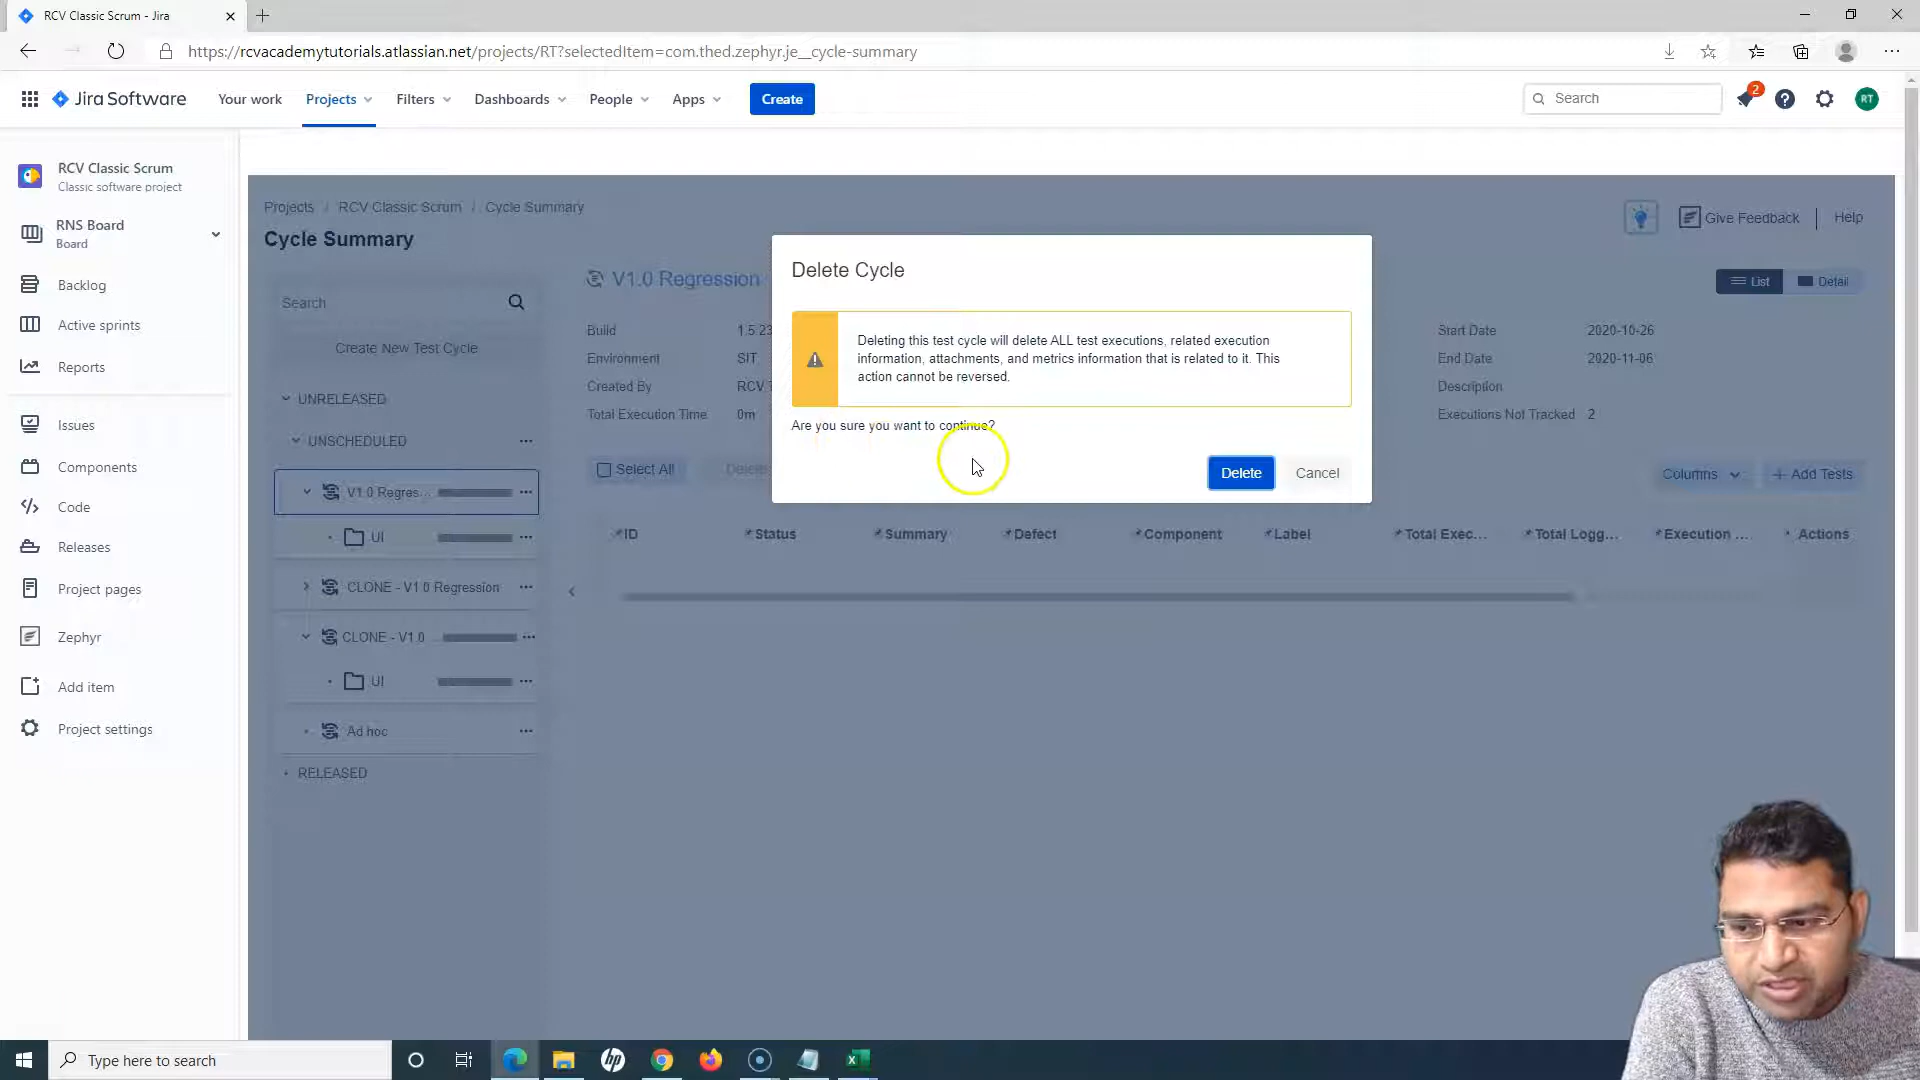 RCV Classic Scrum - Jira
https://rcvacademytutorials.atlassian.net/projects/RT?selectedItem=com.thed.zephyr.je__cycle-summary
Jira Software
Your work
Projects
Filters
Dashboards
People
Apps
Create
Search
2
RT
RCV Classic Scrum
Classic software project
RNS Board
Board
Backlog
Active sprints
Reports
Issues
Components
Code
Releases
Project pages
Zephyr
Add item
Project settings
Projects / RCV Classic Scrum / Cycle Summary
Give Feedback
Help
Cycle Summary
Search
Create New Test Cycle
UNRELEASED
UNSCHEDULED
V1.0 Regres...
UI
CLONE - V1.0 Regression
CLONE - V1.0
UI
Ad hoc
RELEASED
V1.0 Regression
List
Detail
Build 1.5.23
Environment SIT
Created By RCV
Total Execution Time 0m
Start Date 2020-10-26
End Date 2020-11-06
Description
Executions Not Tracked 2
Select All
Delete
Columns
+ Add Tests
ID Status Summary Defect Component Label Total Exec... Total Logg... Execution ... Actions
Delete Cycle
Deleting this test cycle will delete ALL test executions, related execution
information, attachments, and metrics information that is related to it. This
action cannot be reversed.
Are you sure you want to continue?
Delete
Cancel
Type here to search